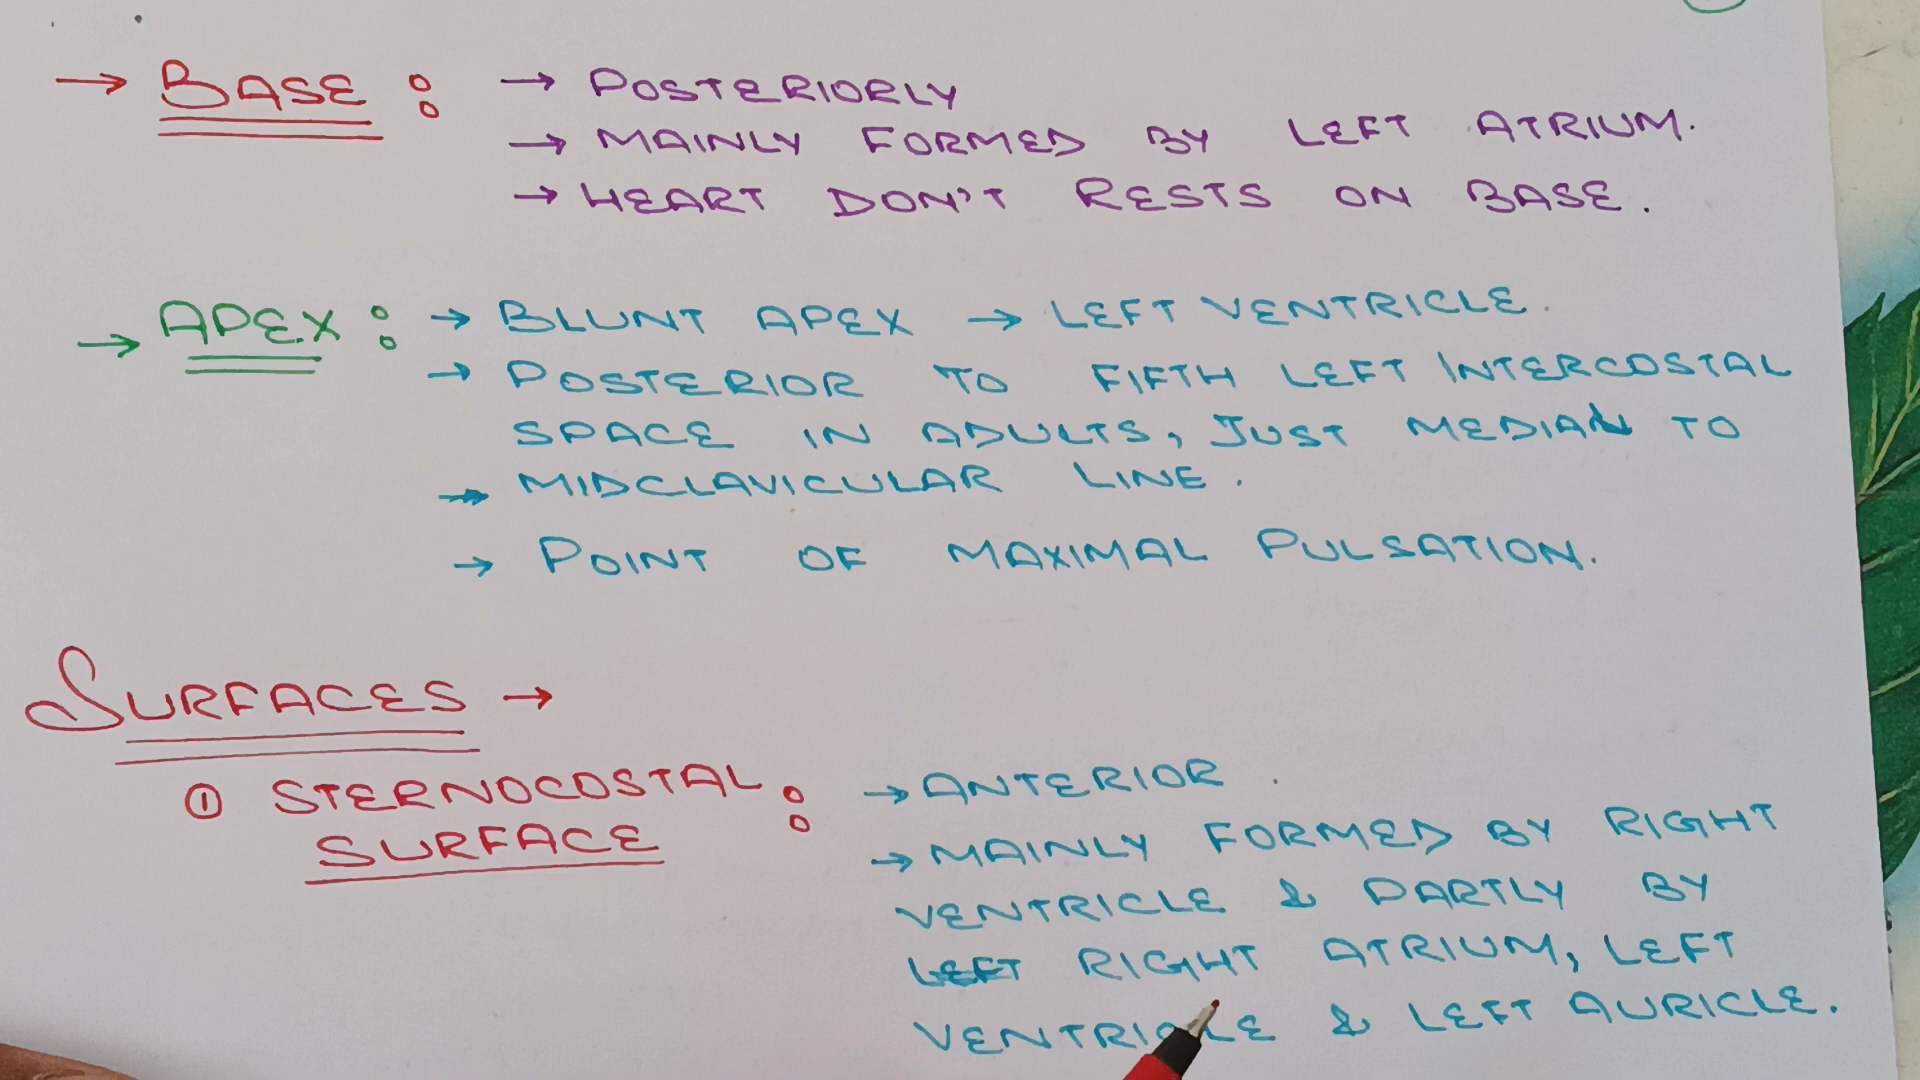 → BASE : → POSTERIORLY
→ MAINLY FORMED BY LEFT ATRIUM.
→ HEART DON'T RESTS ON BASE.
→ APEX : → BLUNT APEX → LEFT VENTRICLE.
→ POSTERIOR TO FIFTH LEFT INTERCOSTAL
SPACE IN ADULTS, JUST MEDIAN TO
→ MIDCLAVICULAR LINE.
→ POINT OF MAXIMAL PULSATION.
SURFACES →
① STERNOCOSTAL : → ANTERIOR.
SURFACE
→ MAINLY FORMED BY RIGHT
VENTRICLE & PARTLY BY
LEFT RIGHT ATRIUM, LEFT
VENTRICLE & LEFT AURICLE.